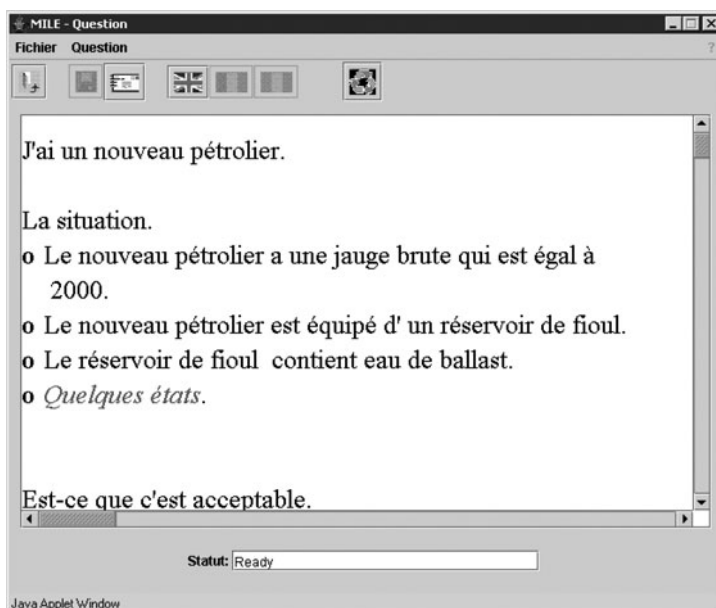 MILE - Question
Fichier Question
?
J'ai un nouveau pétrolier.
La situation.
o Le nouveau pétrolier a une jauge brute qui est égal à
2000.
o Le nouveau pétrolier est équipé d' un réservoir de fioul.
o Le réservoir de fioul contient eau de ballast.
o Quelques états.
Est-ce que c'est acceptable.
Statut: Ready
Java Applet Window